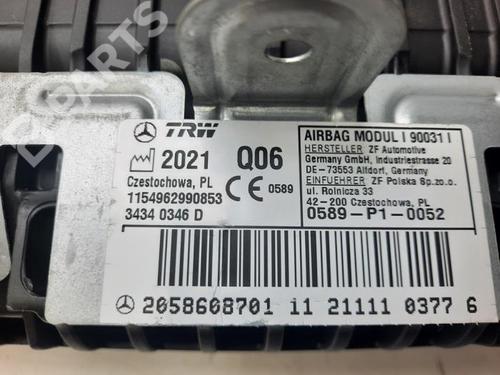 TRW
2021 Q06
Czestochowa, PL
0589
1154962990853
3434 0346 D
AIRBAG MODUL I 90031 I
HERSTELLER ZF Automotive
Germany GmbH, Industriestrasse 20
DE-73553 Alfdorf, Germany
EINFUEHRER ZF Polska Sp.zo.o.
ul. Rolnicza 33
42-200 Czestochowa, PL
0589-P1-0052
2058608701 11 21111 0377 6